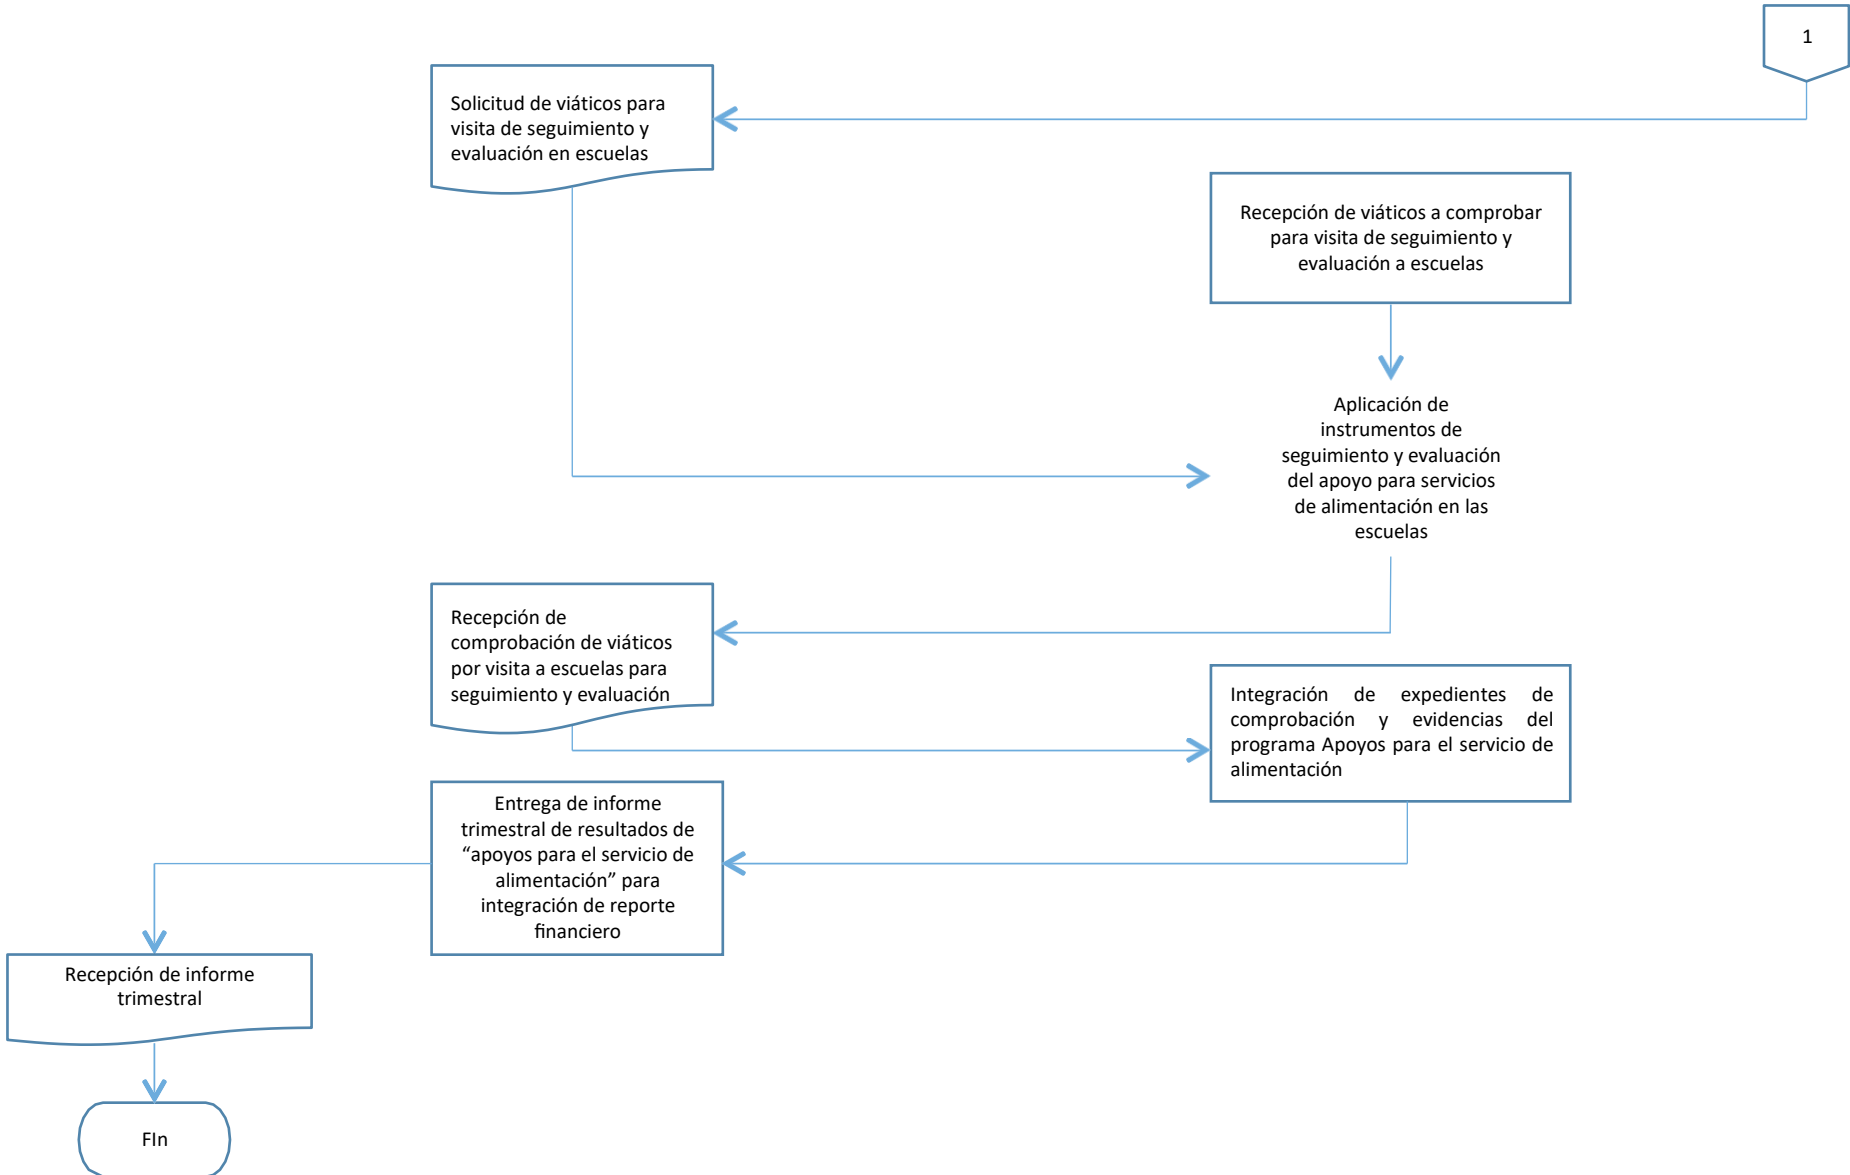 1
Solicitud de viáticos para
visita de seguimiento y
evaluación en escuelas
Recepción de viáticos a comprobar
para visita de seguimiento y
evaluación a escuelas
Aplicación de
instrumentos de
seguimiento y evaluación
del apoyo para servicios
de alimentación en las
escuelas
Recepción de
comprobación de viáticos
por visita a escuelas para
seguimiento y evaluación
Integración de expedientes de
comprobación y evidencias del
programa Apoyos para el servicio de
alimentación
Entrega de informe
trimestral de resultados de
“apoyos para el servicio de
alimentación” para
integración de reporte
financiero
Recepción de informe
trimestral
FIn